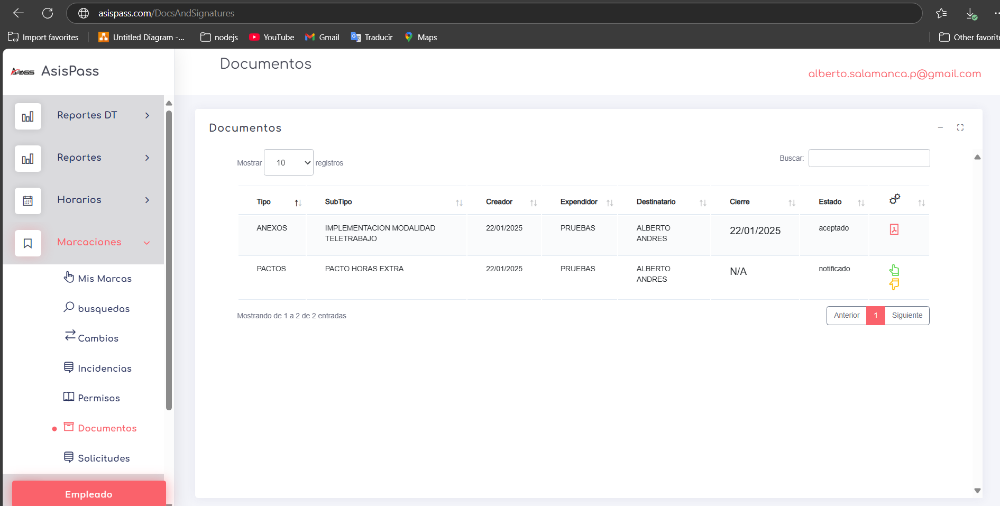 asispass.com/DocsAndSignatures
Import favorites
Untitled Diagram -...
nodejs
YouTube
Gmail
Traducir
Maps
Other favorite
APASS
AsisPass
Documentos
alberto.salamanca.p@gmail.com
Reportes DT
Reportes
Horarios
Marcaciones
Mis Marcas
busquedas
Cambios
Incidencias
Permisos
Documentos
Solicitudes
Empleado
Documentos
Mostrar 10 registros
Buscar:
Tipo SubTipo Creador Expendidor Destinatario Cierre Estado
ANEXOS IMPLEMENTACION MODALIDAD 22/01/2025 PRUEBAS ALBERTO 22/01/2025 aceptado
TELETRABAJO ANDRES
PACTOS PACTO HORAS EXTRA 22/01/2025 PRUEBAS ALBERTO N/A notificado
ANDRES
Mostrando de 1 a 2 de 2 entradas
Anterior 1 Siguiente